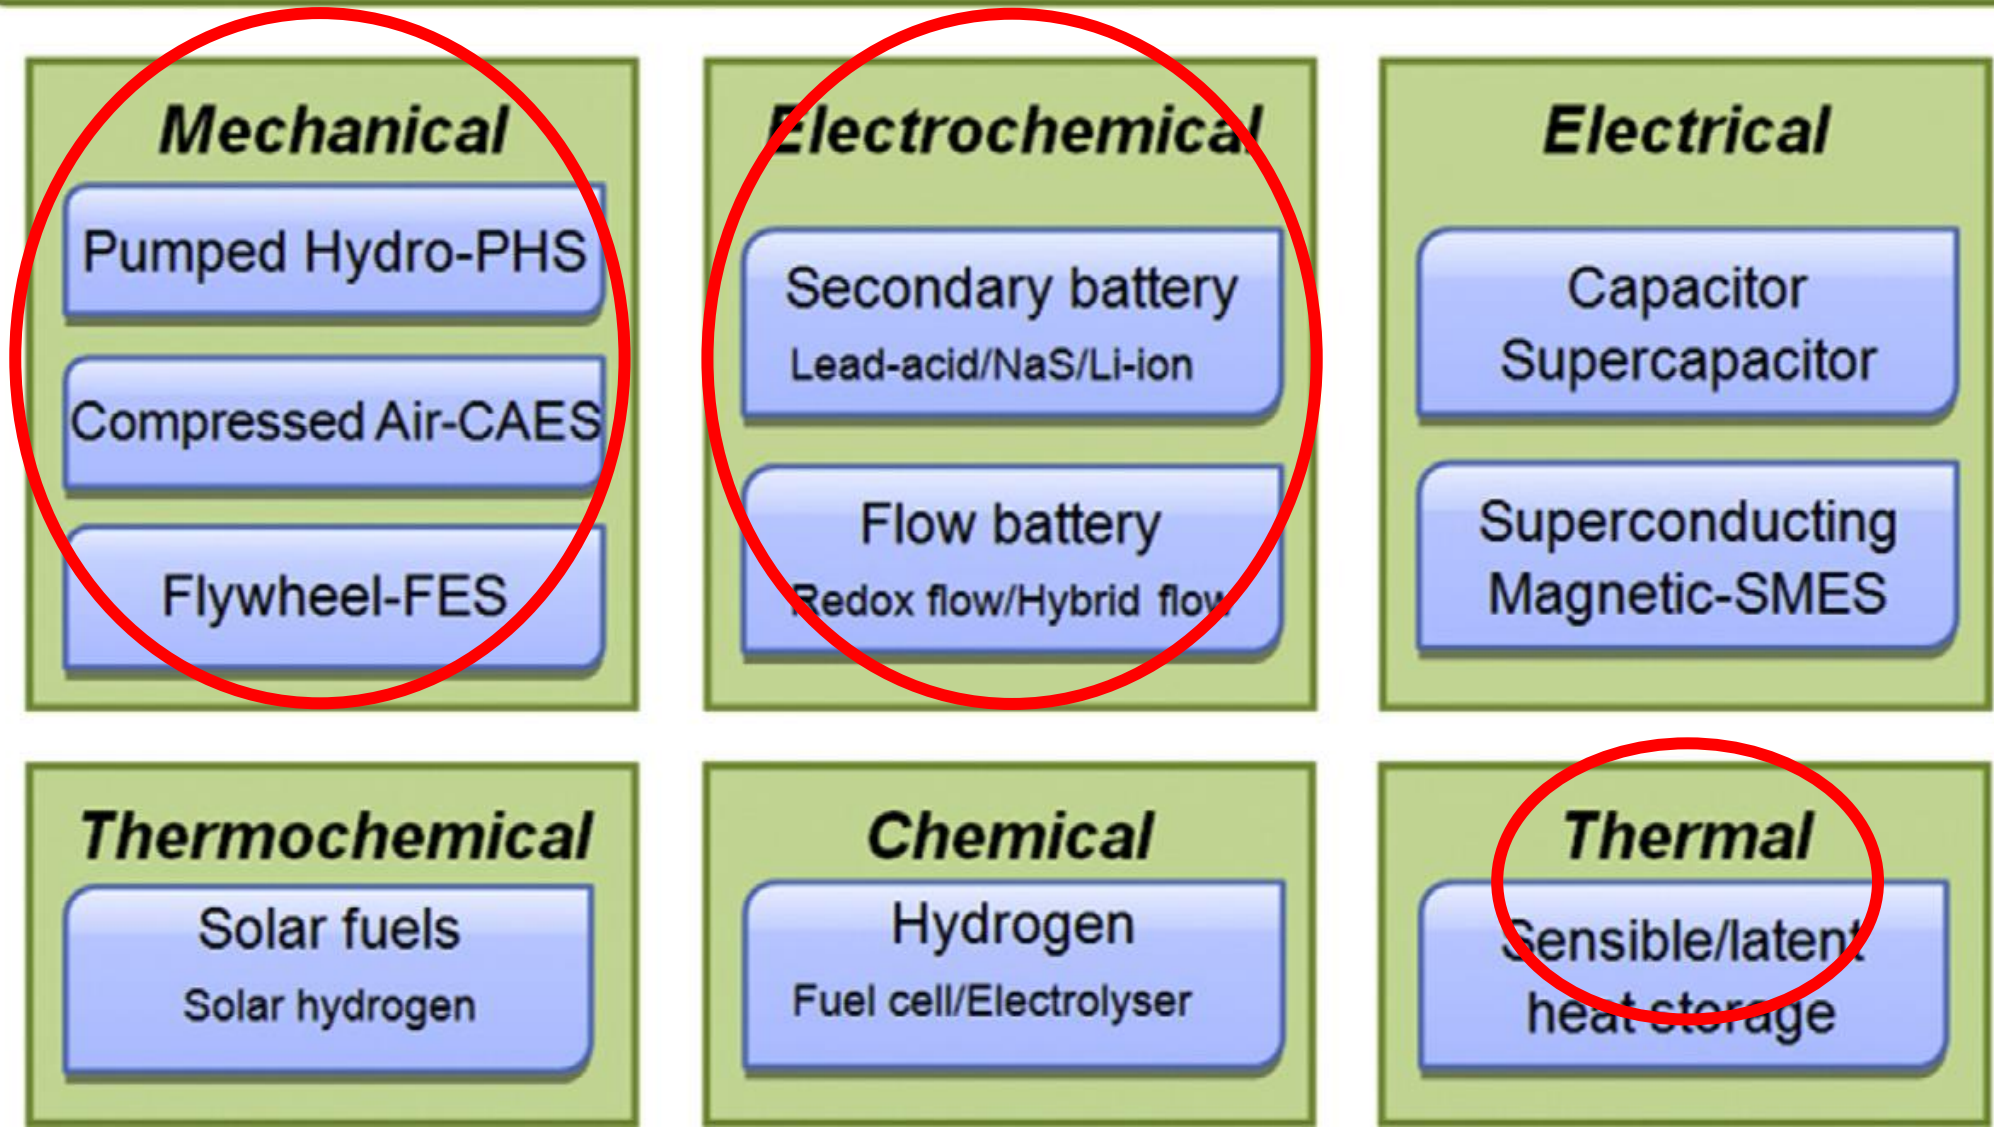 Mechanical
Pumped Hydro-PHS
Compressed Air-CAES
Flywheel-FES
Electrochemical
Secondary battery
Lead-acid/NaS/Li-ion
Flow battery
Redox flow/Hybrid flow
Electrical
Capacitor
Supercapacitor
Superconducting
Magnetic-SMES
Thermochemical
Solar fuels
Solar hydrogen
Chemical
Hydrogen
Fuel cell/Electrolyser
Thermal
Sensible/latent
heat storage